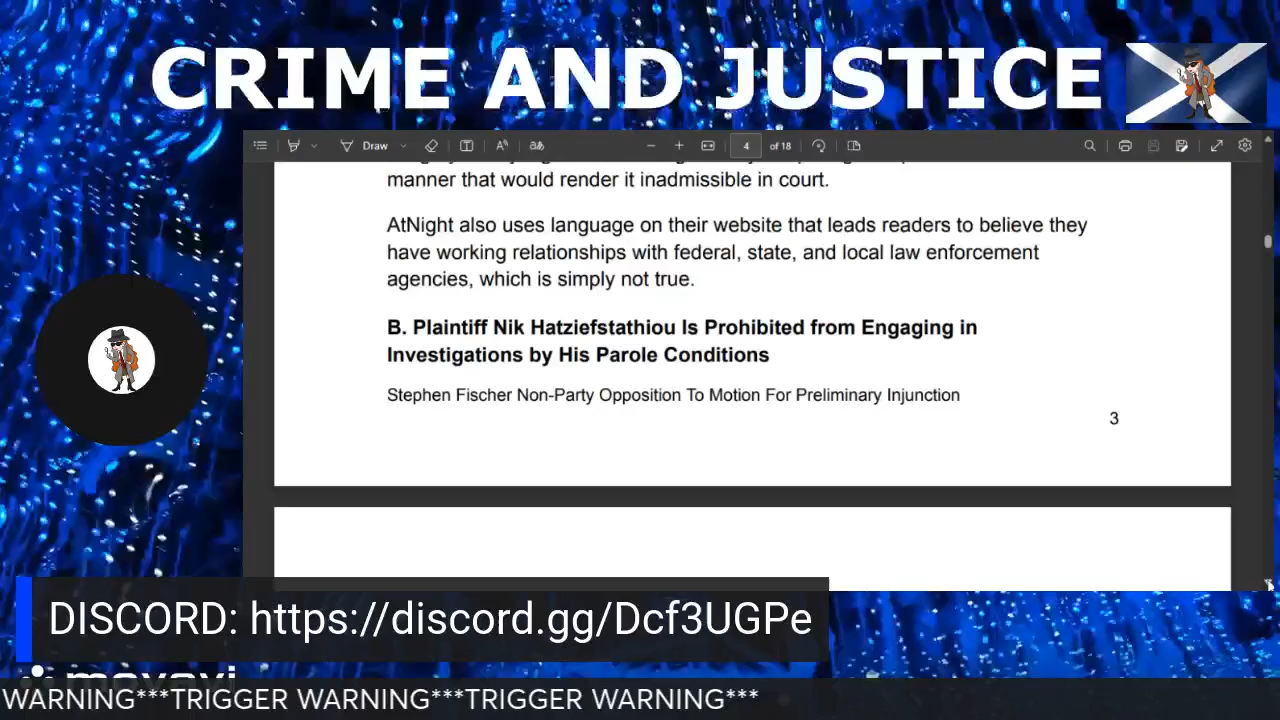 CRIME AND JUSTICE
Draw
4 of 18
manner that would render it inadmissible in court.
AtNight also uses language on their website that leads readers to believe they
have working relationships with federal, state, and local law enforcement
agencies, which is simply not true.
B. Plaintiff Nik Hatziefstathiou Is Prohibited from Engaging in
Investigations by His Parole Conditions
Stephen Fischer Non-Party Opposition To Motion For Preliminary Injunction
3
DISCORD: https://discord.gg/Dcf3UGPe
WARNING***TRIGGER WARNING***TRIGGER WARNING***